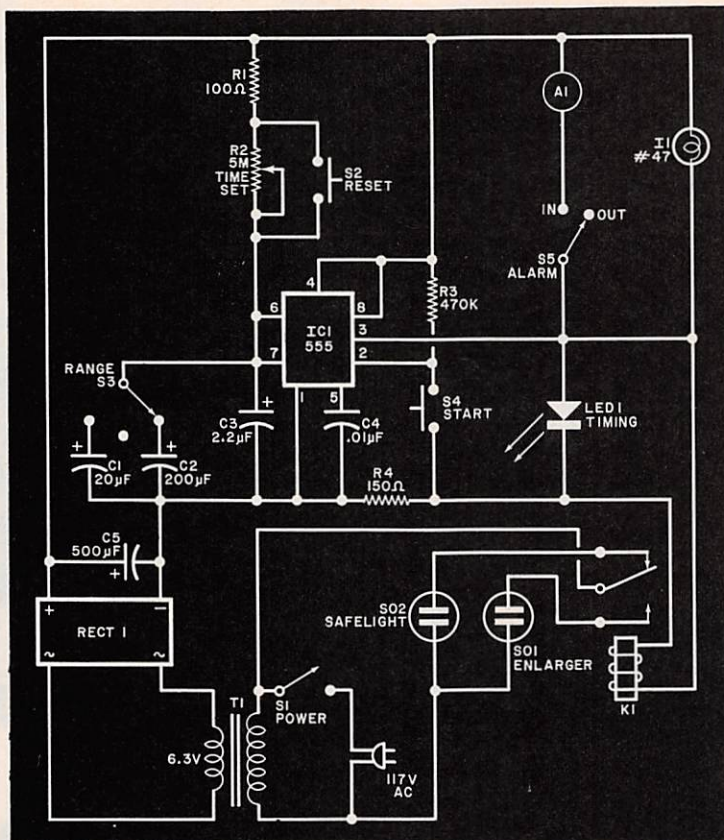 R1
100Ω
R2
5M
TIME
SET
S2
RESET
A1
I1
#47
IN
OUT
S5
ALARM
4
6
8
3
7
2
1
5
IC1
555
R3
470K
RANGE
S3
C3
2.2µF
+
C4
.01µF
S4
START
LED1
TIMING
+
C1
20µF
+
C2
200µF
R4
150Ω
C5
500µF
+
+
−
RECT 1
~
~
SO2
SAFELIGHT
SO1
ENLARGER
K1
T1
6.3V
S1
POWER
117V
AC